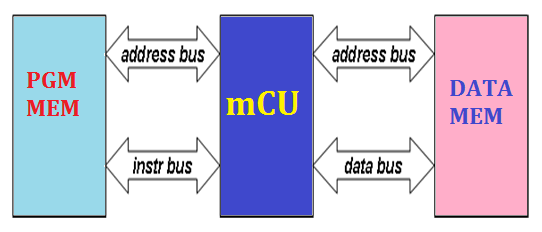 PGM
MEM
address bus
instr bus
mCU
address bus
data bus
DATA
MEM